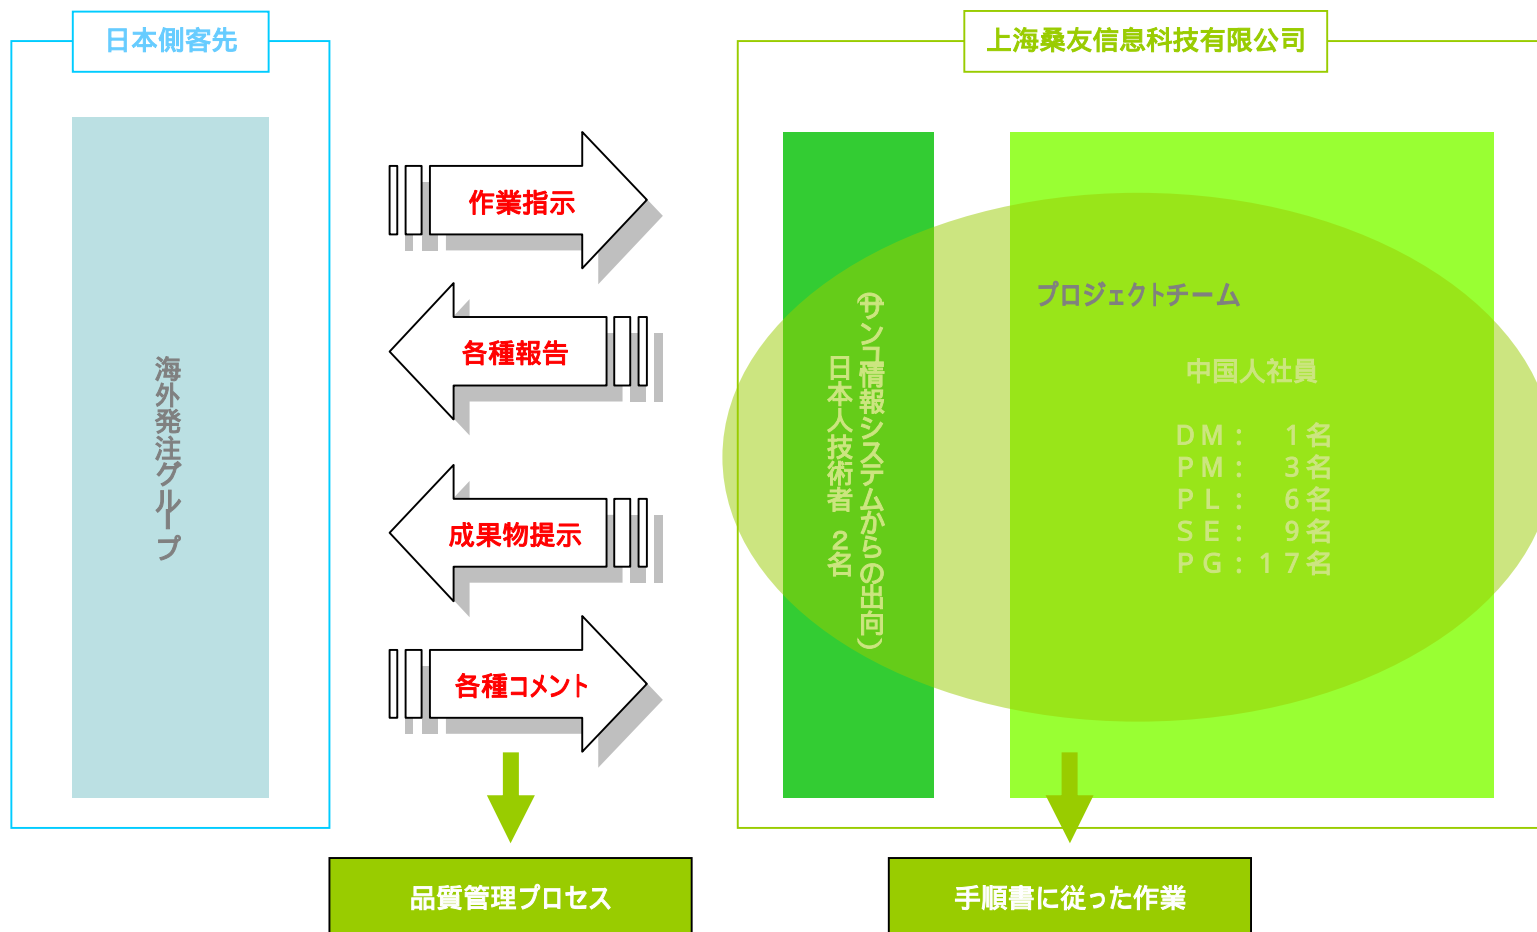 日本側客先
上海桑友信息科技有限公司
海外発注グループ
作業指示
各種報告
成果物提示
各種コメント
(サンユ情報システムからの出向)
日本人技術者 2名
プロジェクトチーム
中国人社員
DM: 1名
PM: 3名
PL: 6名
SE: 9名
PG:17名
品質管理プロセス
手順書に従った作業